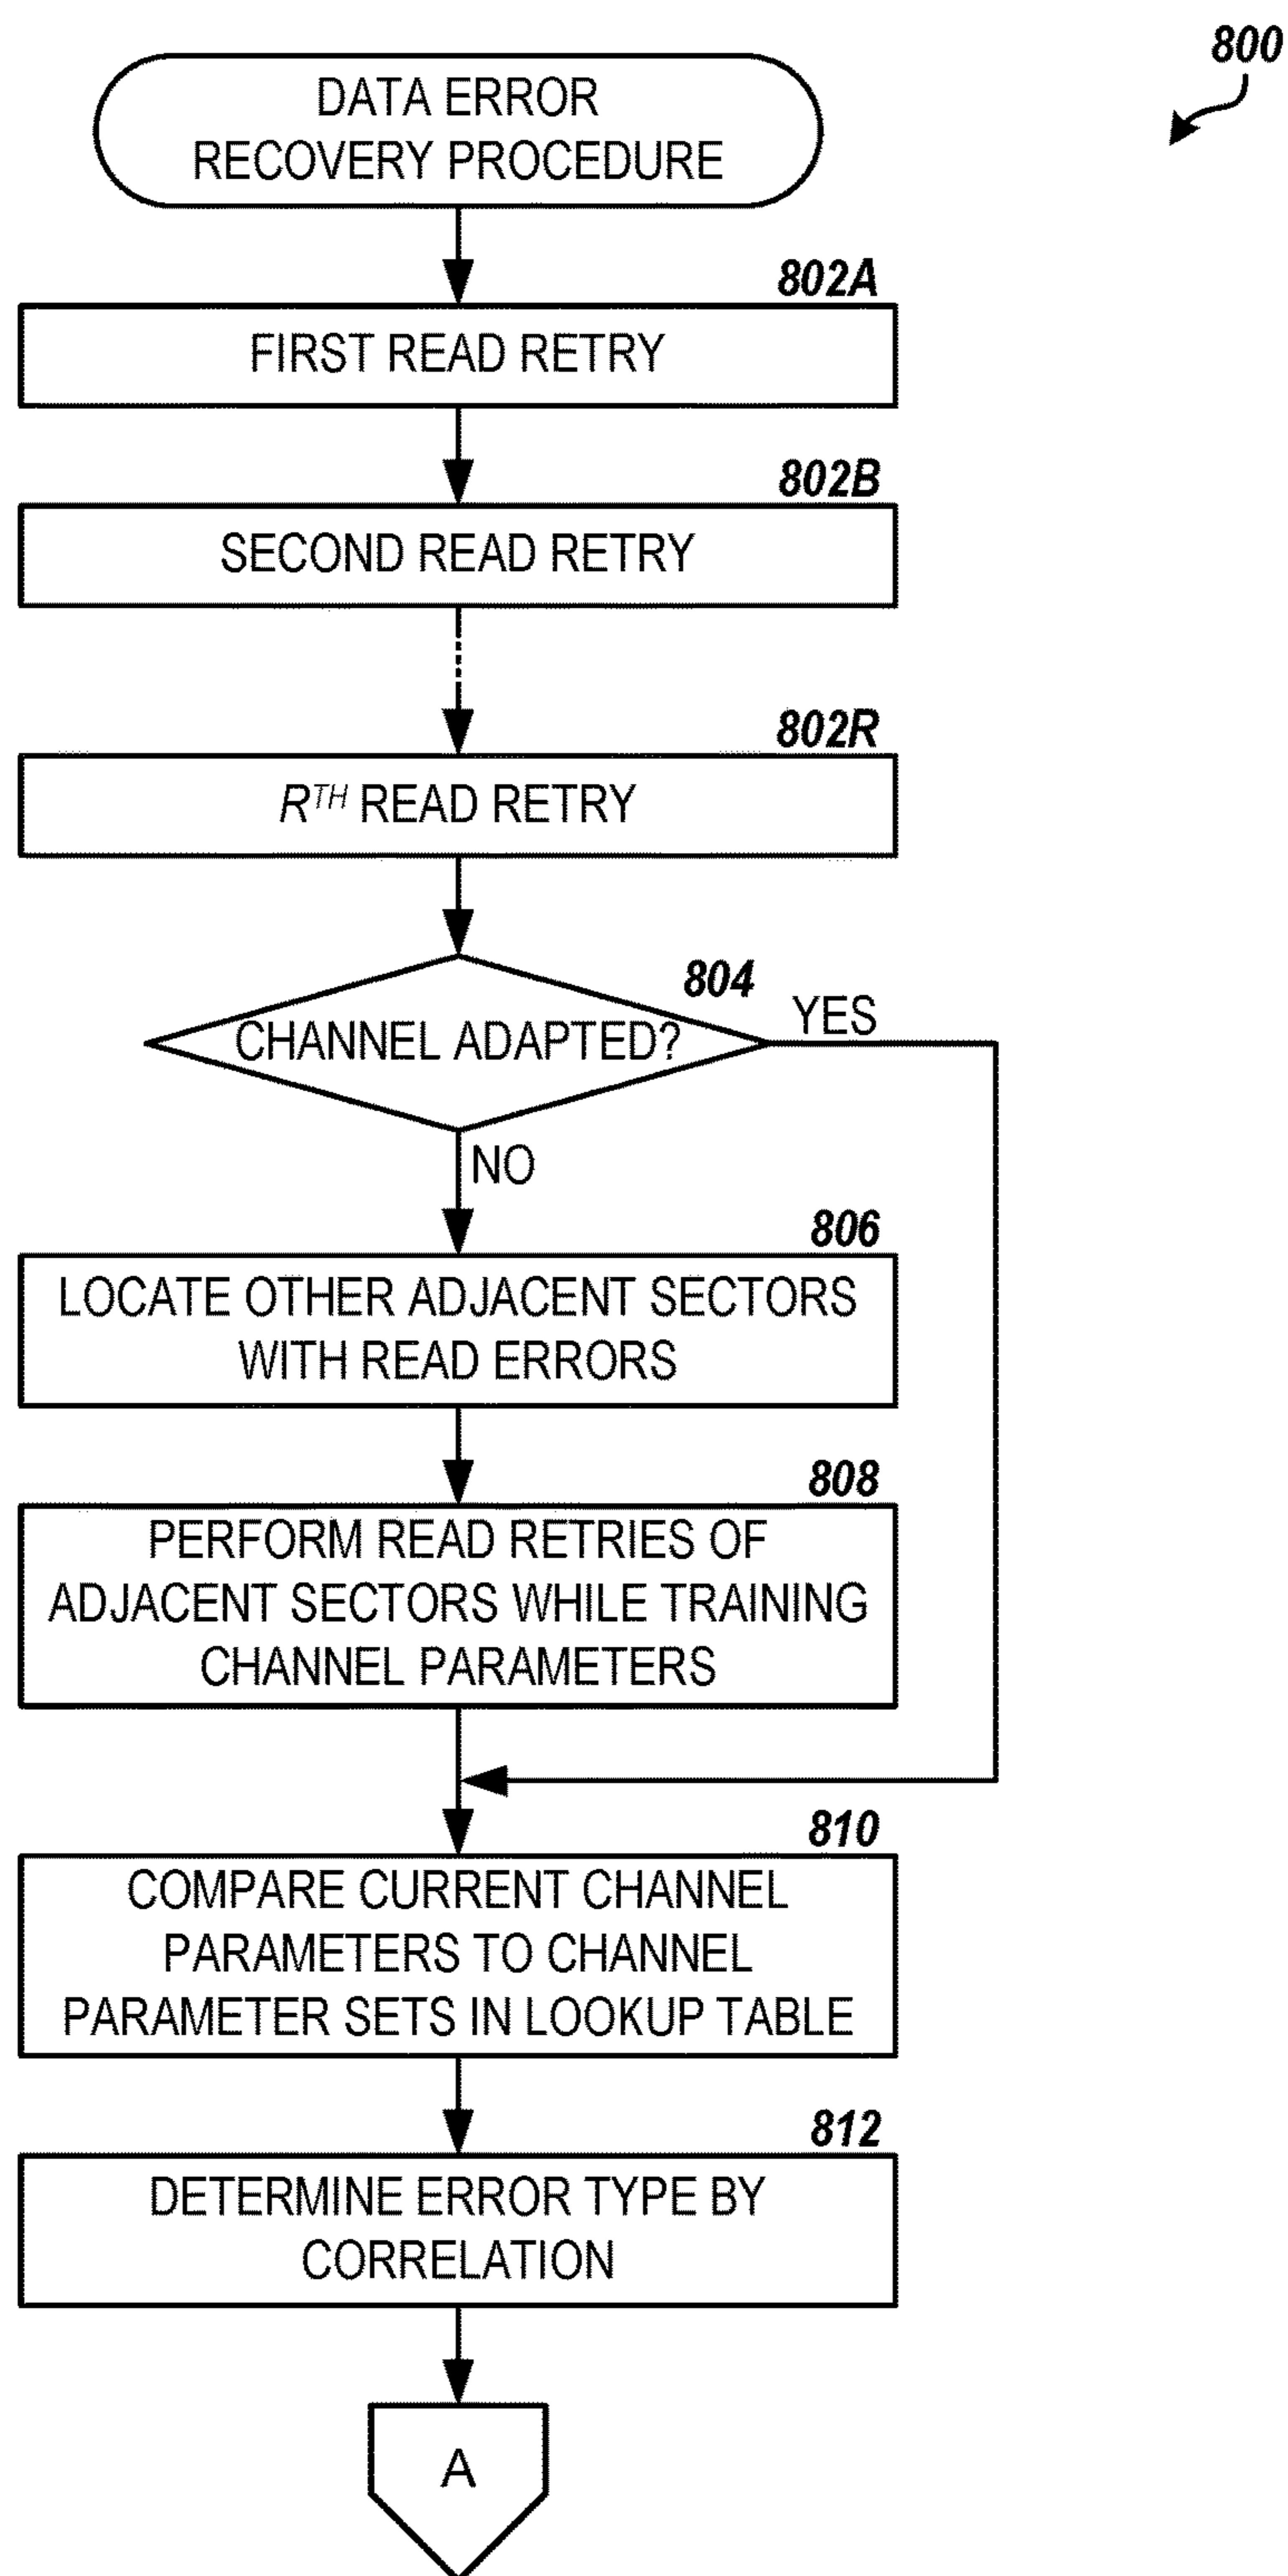 800
DATA ERROR
RECOVERY PROCEDURE
802A
FIRST READ RETRY
802B
SECOND READ RETRY
802R
R^TH READ RETRY
804
CHANNEL ADAPTED?
YES
NO
806
LOCATE OTHER ADJACENT SECTORS
WITH READ ERRORS
808
PERFORM READ RETRIES OF
ADJACENT SECTORS WHILE TRAINING
CHANNEL PARAMETERS
810
COMPARE CURRENT CHANNEL
PARAMETERS TO CHANNEL
PARAMETER SETS IN LOOKUP TABLE
812
DETERMINE ERROR TYPE BY
CORRELATION
A